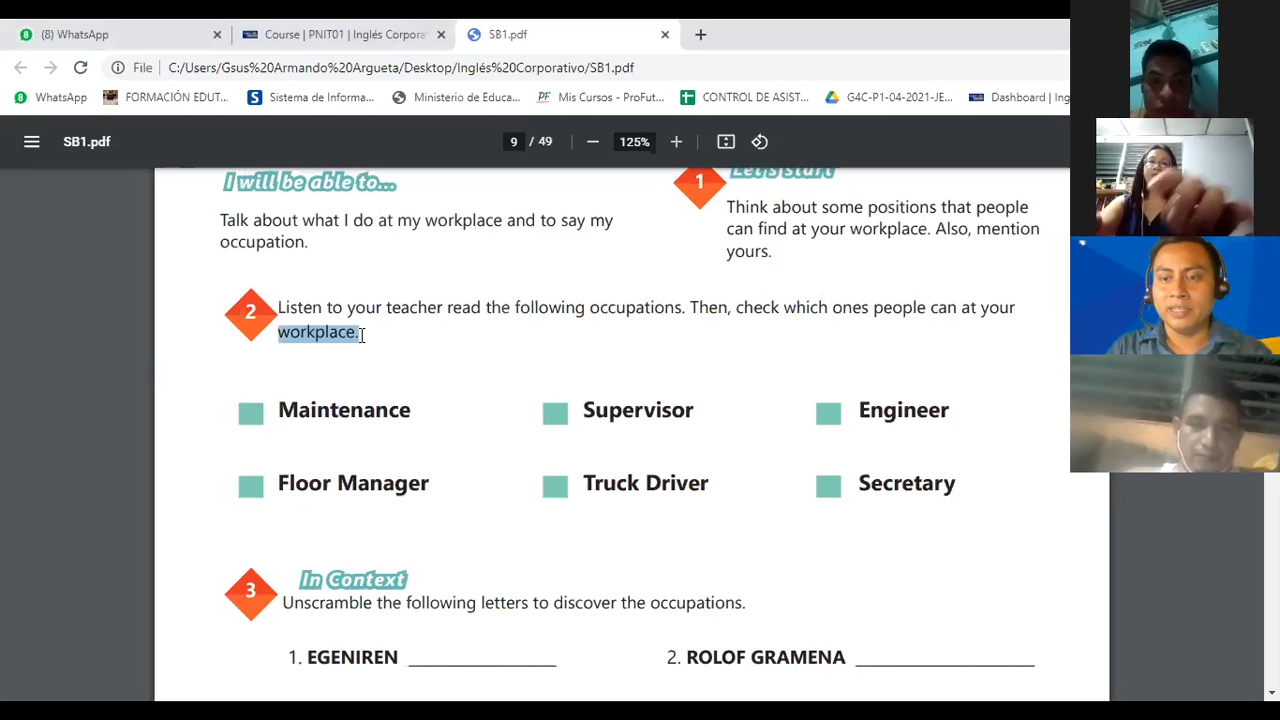 (8) WhatsApp
Course | PNIT01 | Inglés Corpora
SB1.pdf
File
C:/Users/Gsus%20Armando%20Argueta/Desktop/Inglés%20Corporativo/SB1.pdf
WhatsApp
FORMACIÓN EDUT...
Sistema de Informa...
Ministerio de Educa...
Mis Cursos - ProFut...
CONTROL DE ASIST...
G4C-P1-04-2021-JE...
Dashboard | Ing
SB1.pdf
9 / 49
125%
I will be able to...
Talk about what I do at my workplace and to say my
occupation.
1
Let's start
Think about some positions that people
can find at your workplace. Also, mention
yours.
2
Listen to your teacher read the following occupations. Then, check which ones people can at your
workplace.
Maintenance
Supervisor
Engineer
Floor Manager
Truck Driver
Secretary
3
In Context
Unscramble the following letters to discover the occupations.
1. EGENIREN ________________
2. ROLOF GRAMENA ___________________